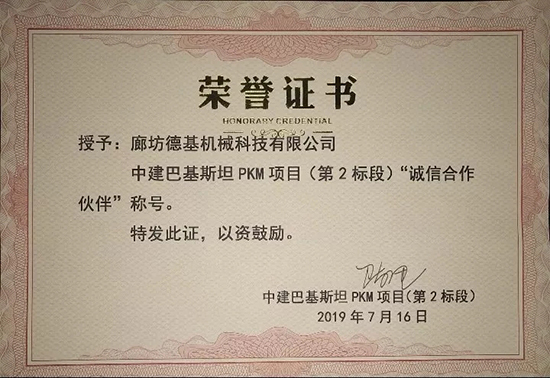 荣誉证书
HONORARY CREDENTIAL
授予：廊坊德基机械科技有限公司
中建巴基斯坦 PKM 项目（第 2 标段）“诚信合作
伙伴”称号。
特发此证，以资鼓励。
中建巴基斯坦 PKM 项目（第 2 标段）
2019 年 7 月 16 日